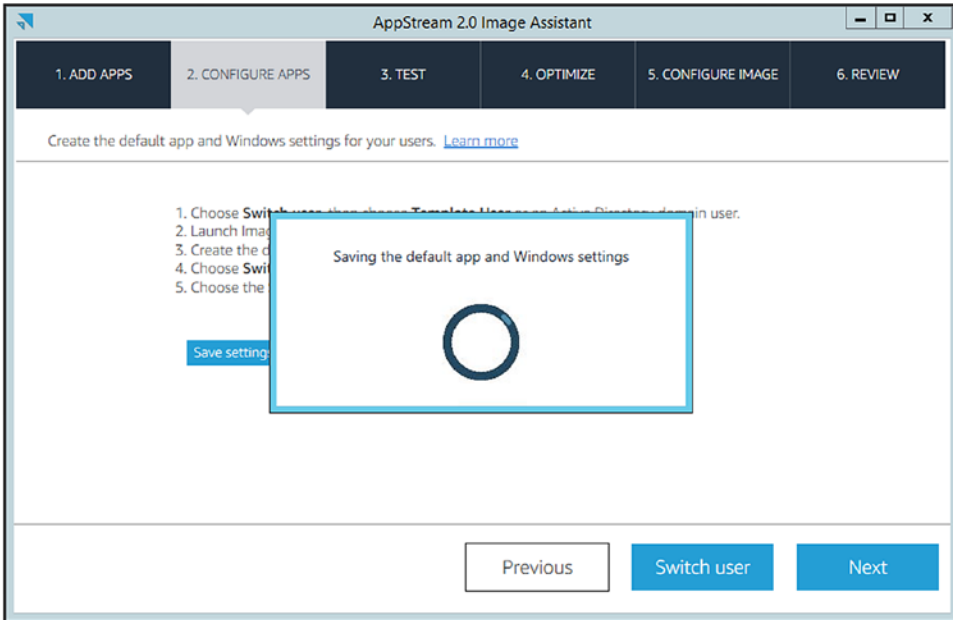 AppStream 2.0 Image Assistant
1. ADD APPS 2. CONFIGURE APPS 3. TEST 4. OPTIMIZE 5. CONFIGURE IMAGE 6. REVIEW
Create the default app and Windows settings for your users. Learn more
1. Choose Switch user, then choose Template User or an Active Directory domain user.
2. Launch Imag
3. Create the d
4. Choose Swit
5. Choose the
Saving the default app and Windows settings
Save settings
Previous Switch user Next